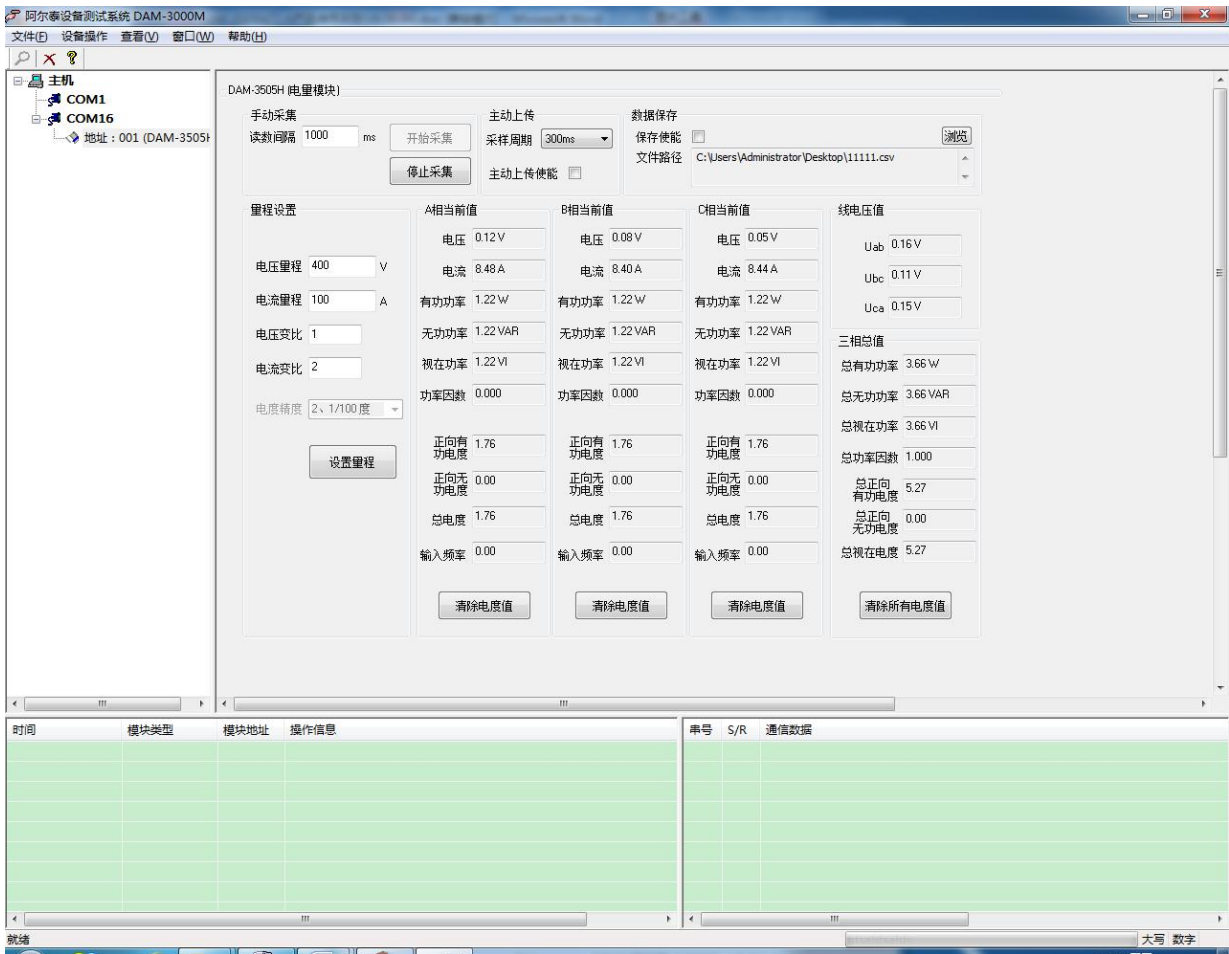 阿尔泰设备测试系统 DAM-3000M
文件(F) 设备操作 查看(V) 窗口(W) 帮助(H)
主机
COM1
COM16
地址：001 (DAM-3505H
DAM-3505H (电量模块)
手动采集
读数间隔 1000 ms 开始采集
停止采集
主动上传
采样周期 300ms
主动上传使能
数据保存
保存使能 浏览
文件路径 C:\Users\Administrator\Desktop\11111.csv
量程设置
电压量程 400 V
电流量程 100 A
电压变比 1
电流变比 2
电度精度 2、1/100度
设置量程
A相当前值
电压 0.12 V
电流 8.48 A
有功功率 1.22 W
无功功率 1.22 VAR
视在功率 1.22 VI
功率因数 0.000
正向有
功电度 1.76
正向无
功电度 0.00
总电度 1.76
输入频率 0.00
清除电度值
B相当前值
电压 0.08 V
电流 8.40 A
有功功率 1.22 W
无功功率 1.22 VAR
视在功率 1.22 VI
功率因数 0.000
正向有
功电度 1.76
正向无
功电度 0.00
总电度 1.76
输入频率 0.00
清除电度值
C相当前值
电压 0.05 V
电流 8.44 A
有功功率 1.22 W
无功功率 1.22 VAR
视在功率 1.22 VI
功率因数 0.000
正向有
功电度 1.76
正向无
功电度 0.00
总电度 1.76
输入频率 0.00
清除电度值
线电压值
Uab 0.16 V
Ubc 0.11 V
Uca 0.15 V
三相总值
总有功功率 3.66 W
总无功功率 3.66 VAR
总视在功率 3.66 VI
总功率因数 1.000
总正向
有功电度 5.27
总正向
无功电度 0.00
总视在电度 5.27
清除所有电度值
时间 模块类型 模块地址 操作信息
串号 S/R 通信数据
就绪
大写 数字